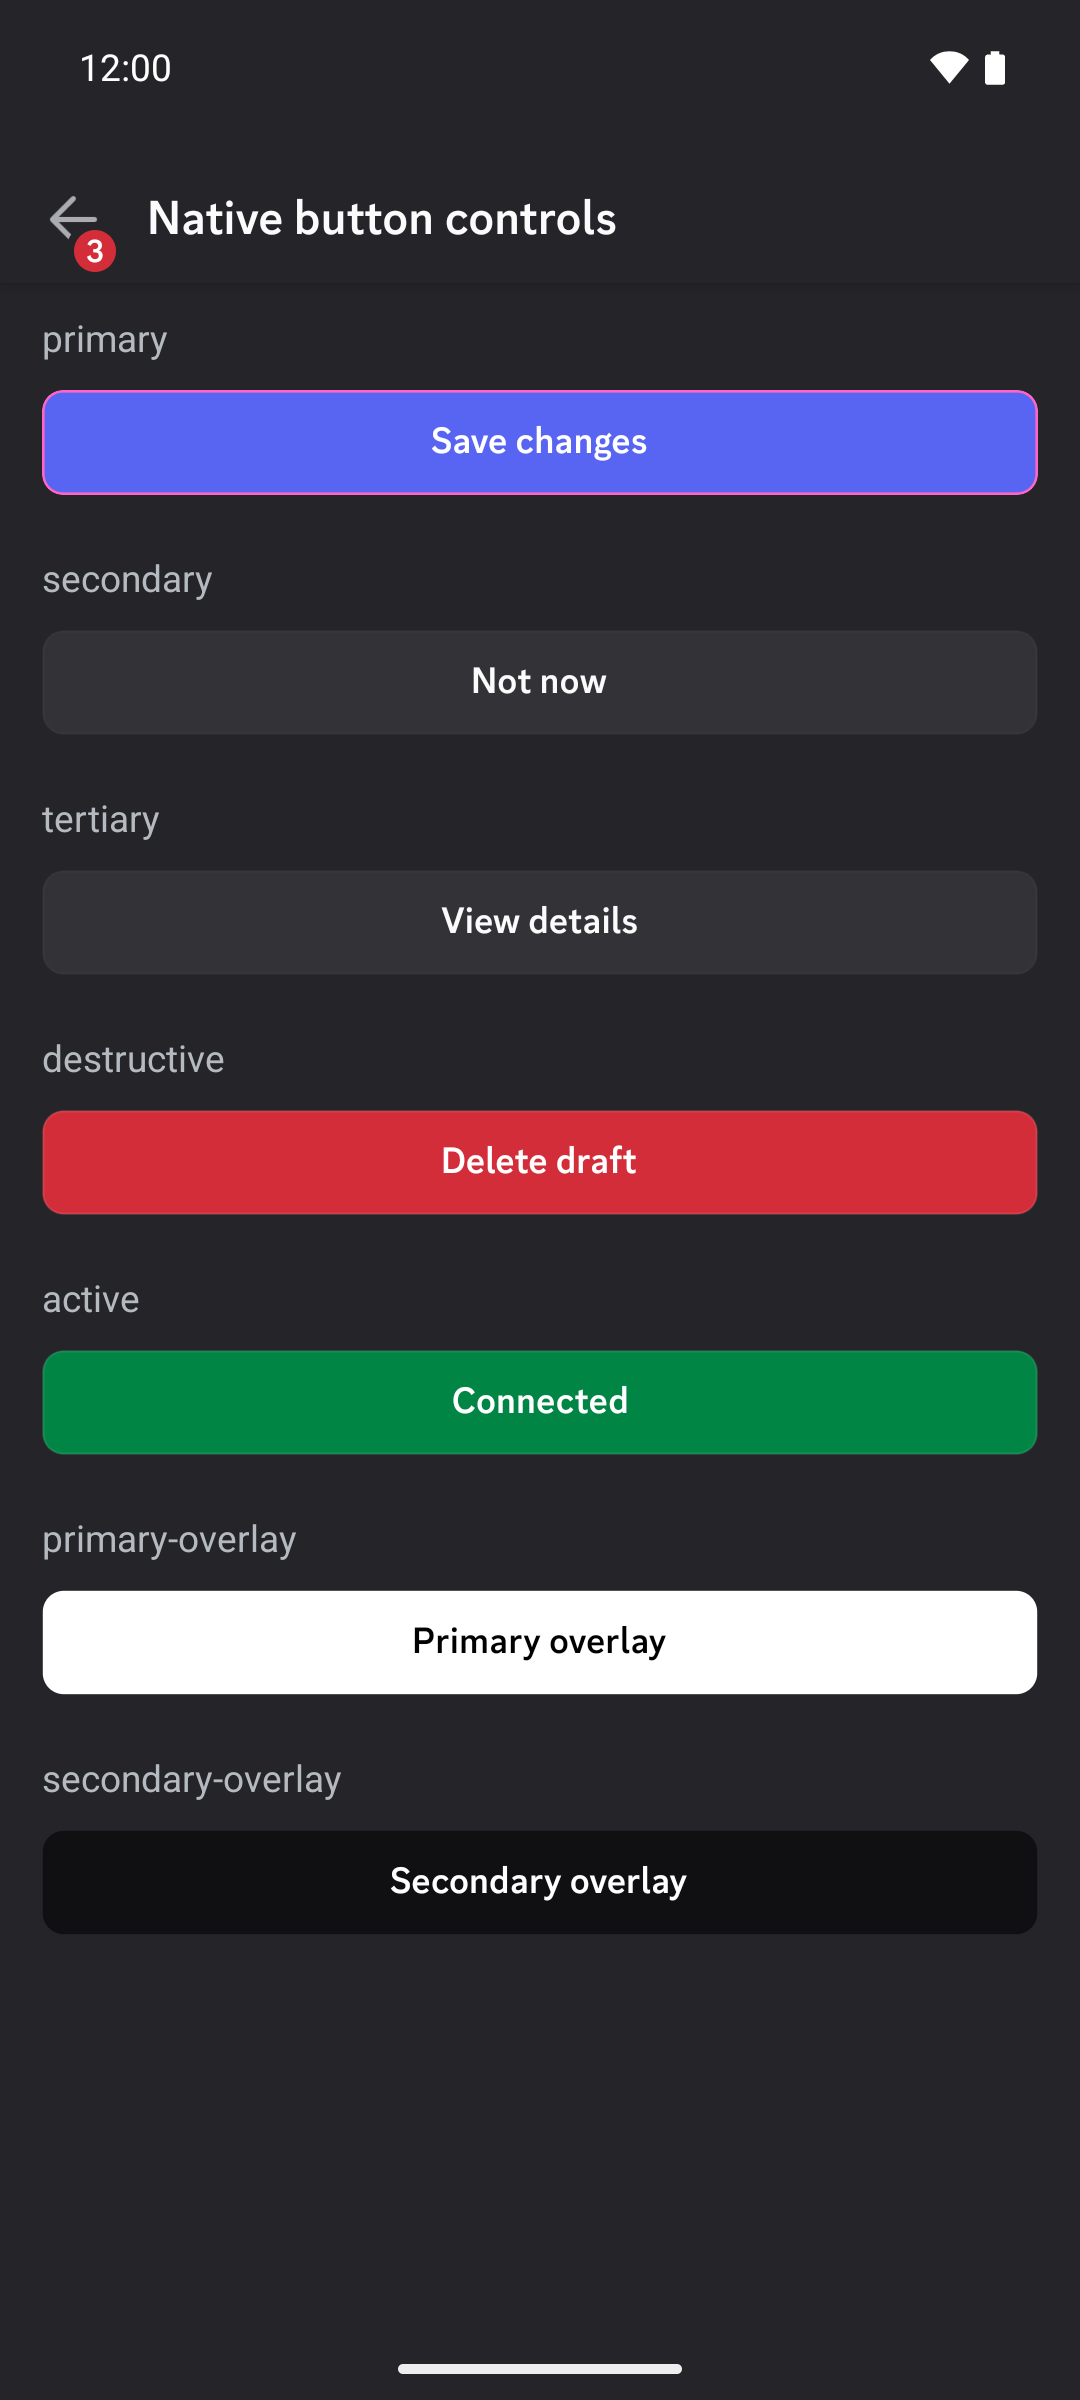 12:00
Native button controls
3
primary
Save changes
secondary
Not now
tertiary
View details
destructive
Delete draft
active
Connected
primary-overlay
Primary overlay
secondary-overlay
Secondary overlay